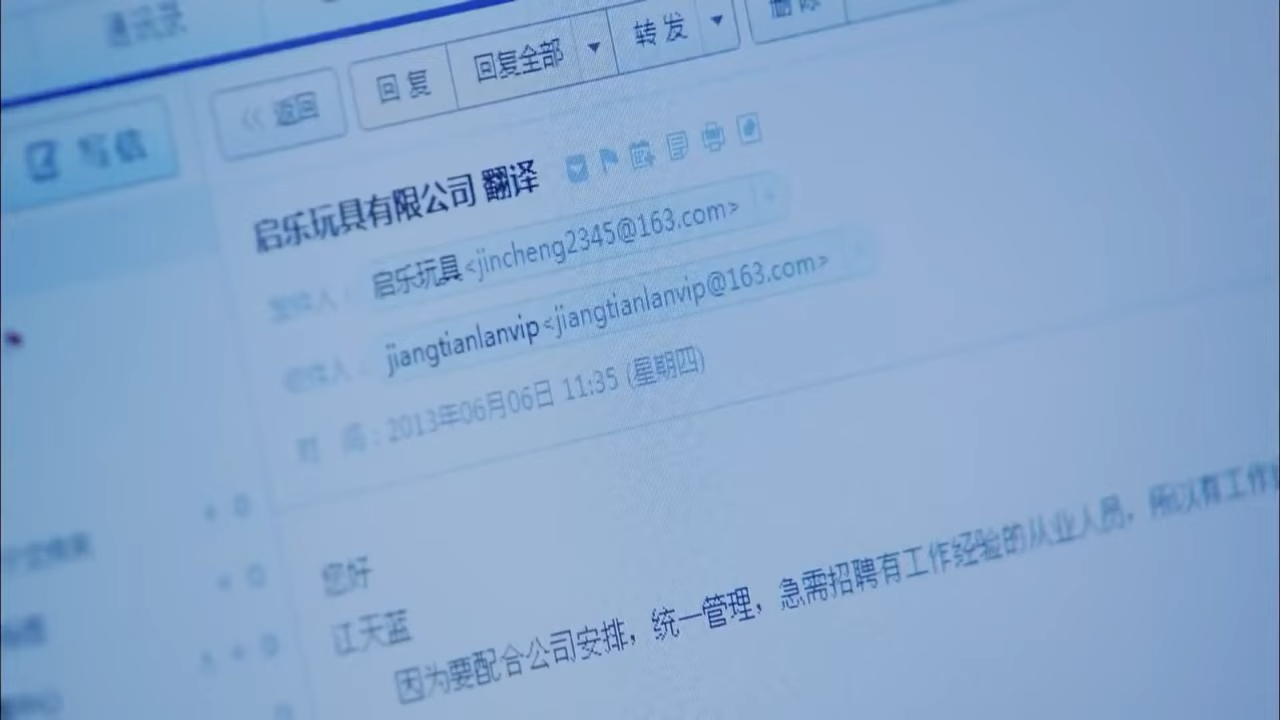 通讯录
写信
<< 返回 回复 回复全部 转发 删除
启乐玩具有限公司 翻译
发件人：启乐玩具<jincheng2345@163.com>
收件人：jiangtianlanvip<jiangtianlanvip@163.com>
时 间：2013年06月06日 11:35 (星期四)
您好
江天蓝
因为要配合公司安排，统一管理，急需招聘有工作经验的从业人员，所以有工作